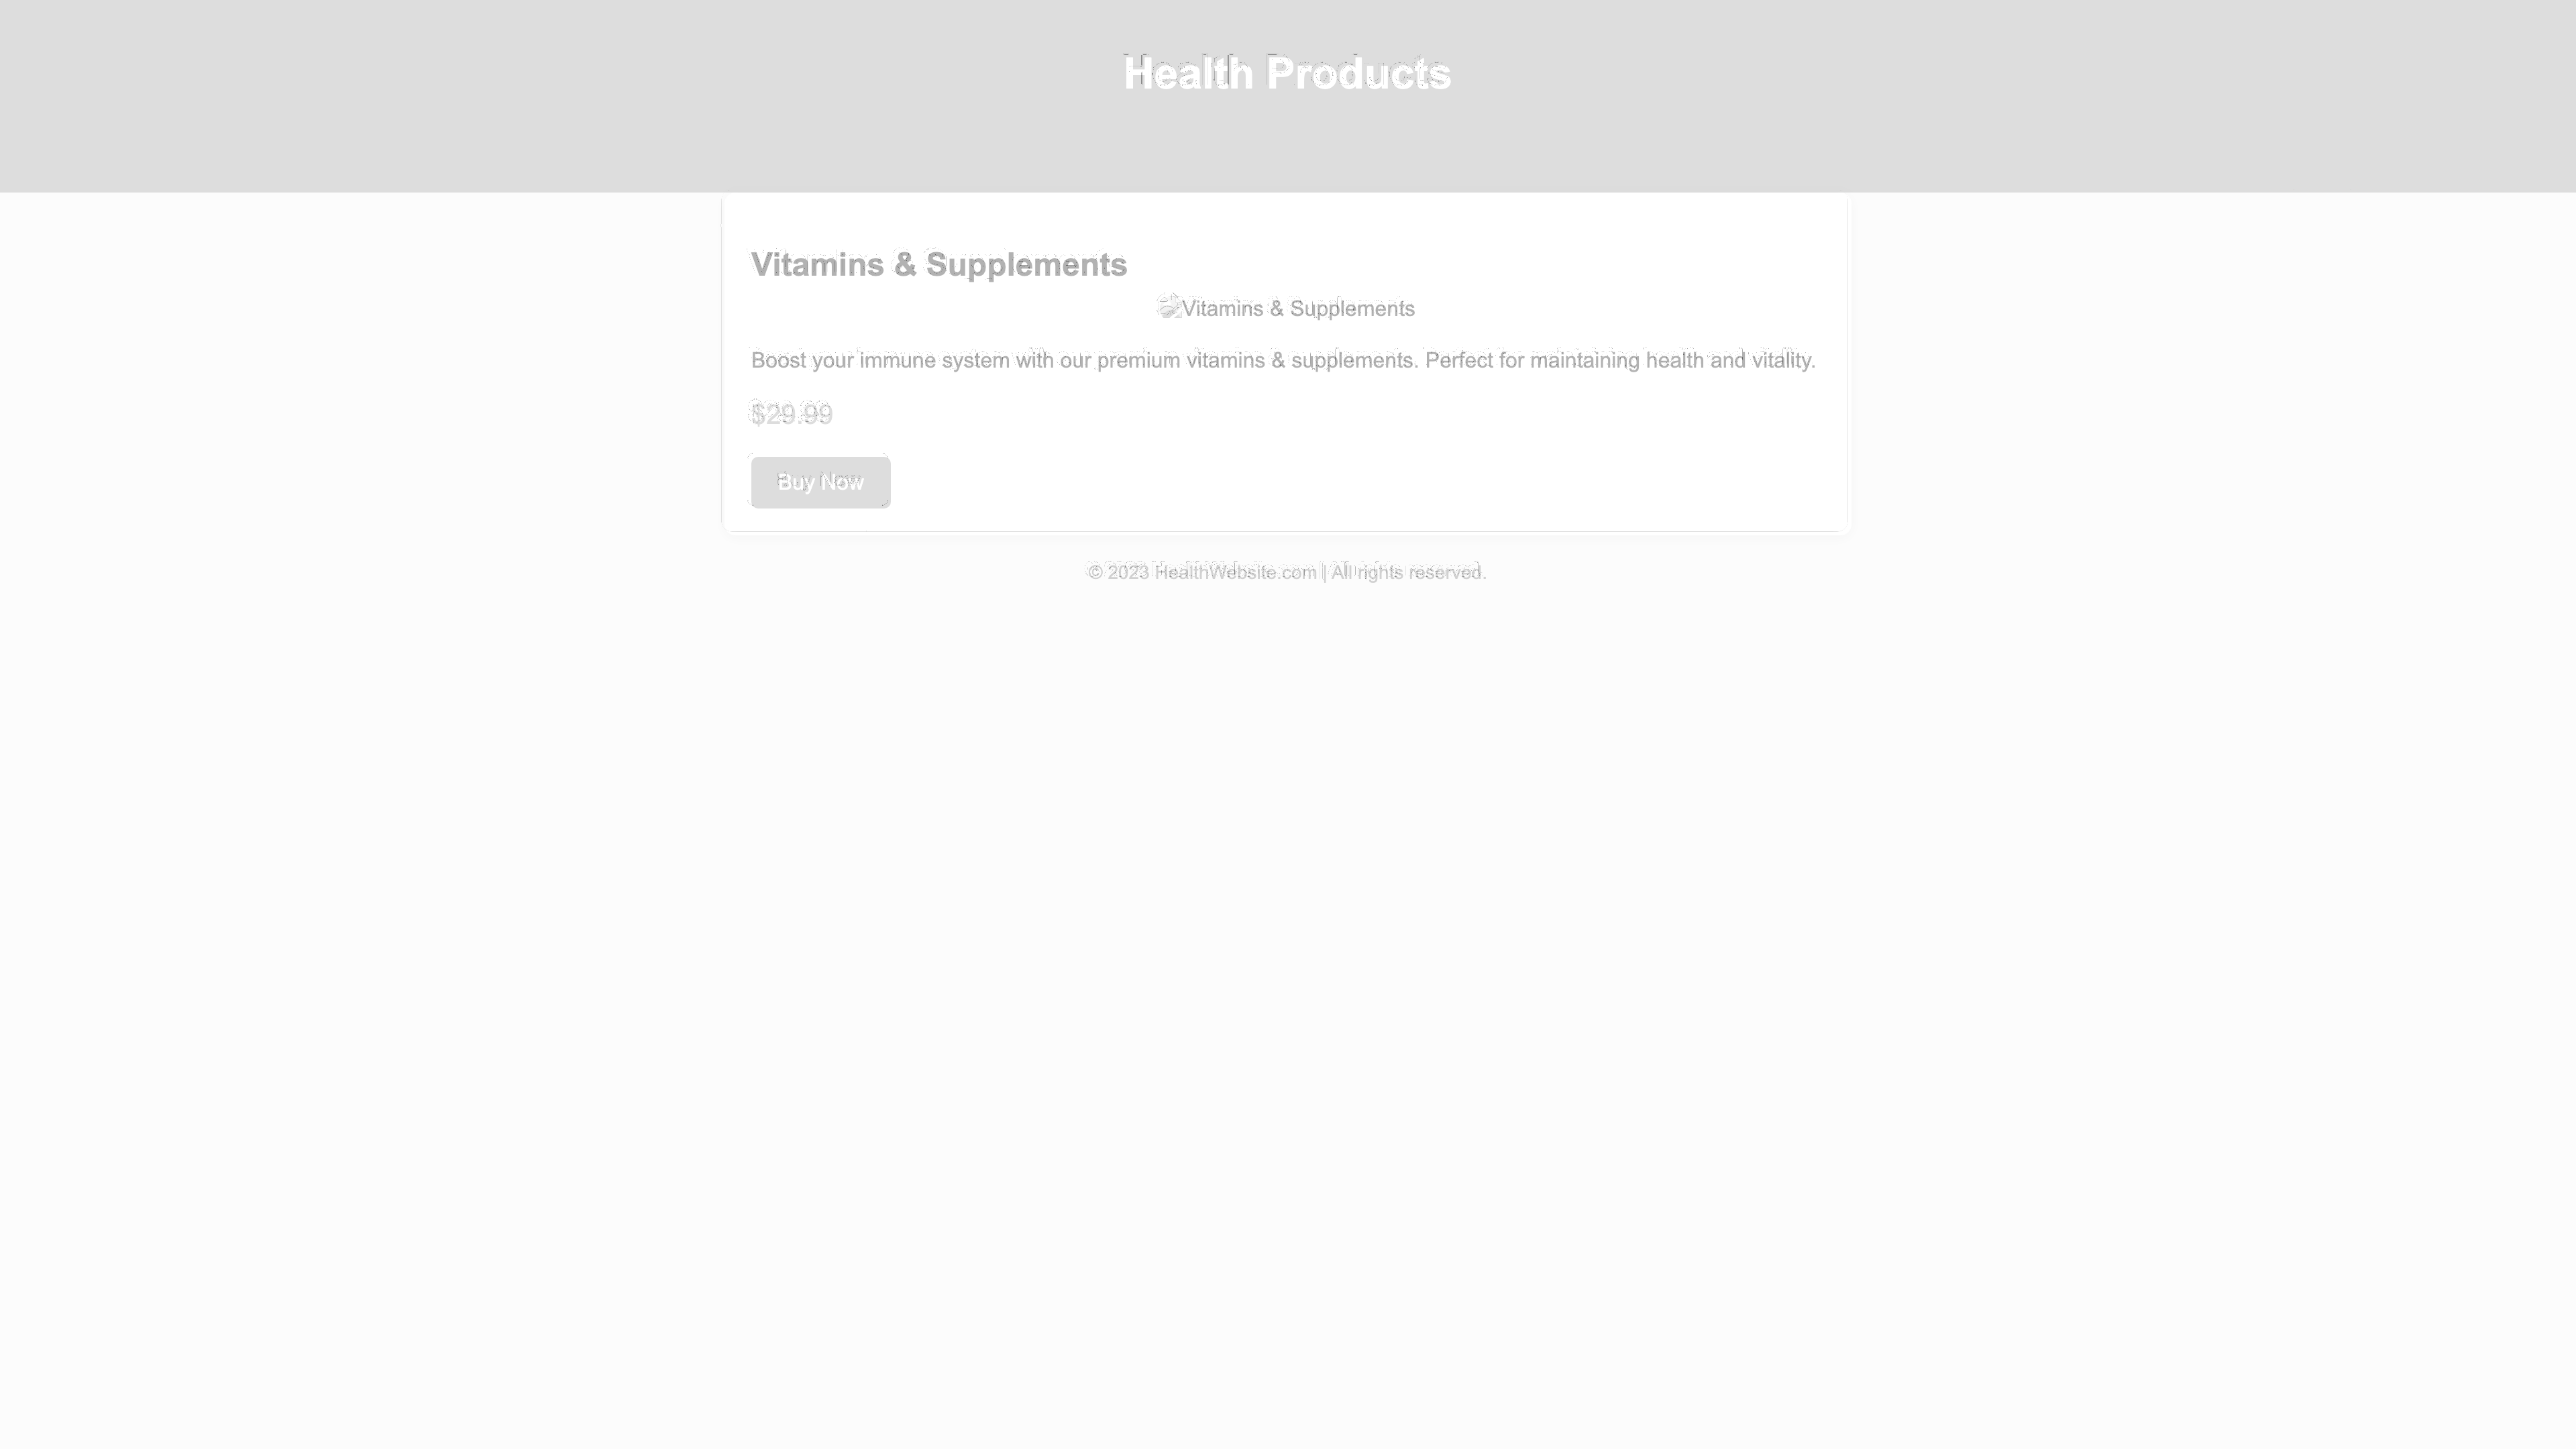 Health Products
Vitamins & Supplements
Vitamins & Supplements
Boost your immune system with our premium vitamins & supplements. Perfect for maintaining health and vitality.
$29.99
Buy Now
© 2023 HealthWebsite.com | All rights reserved.